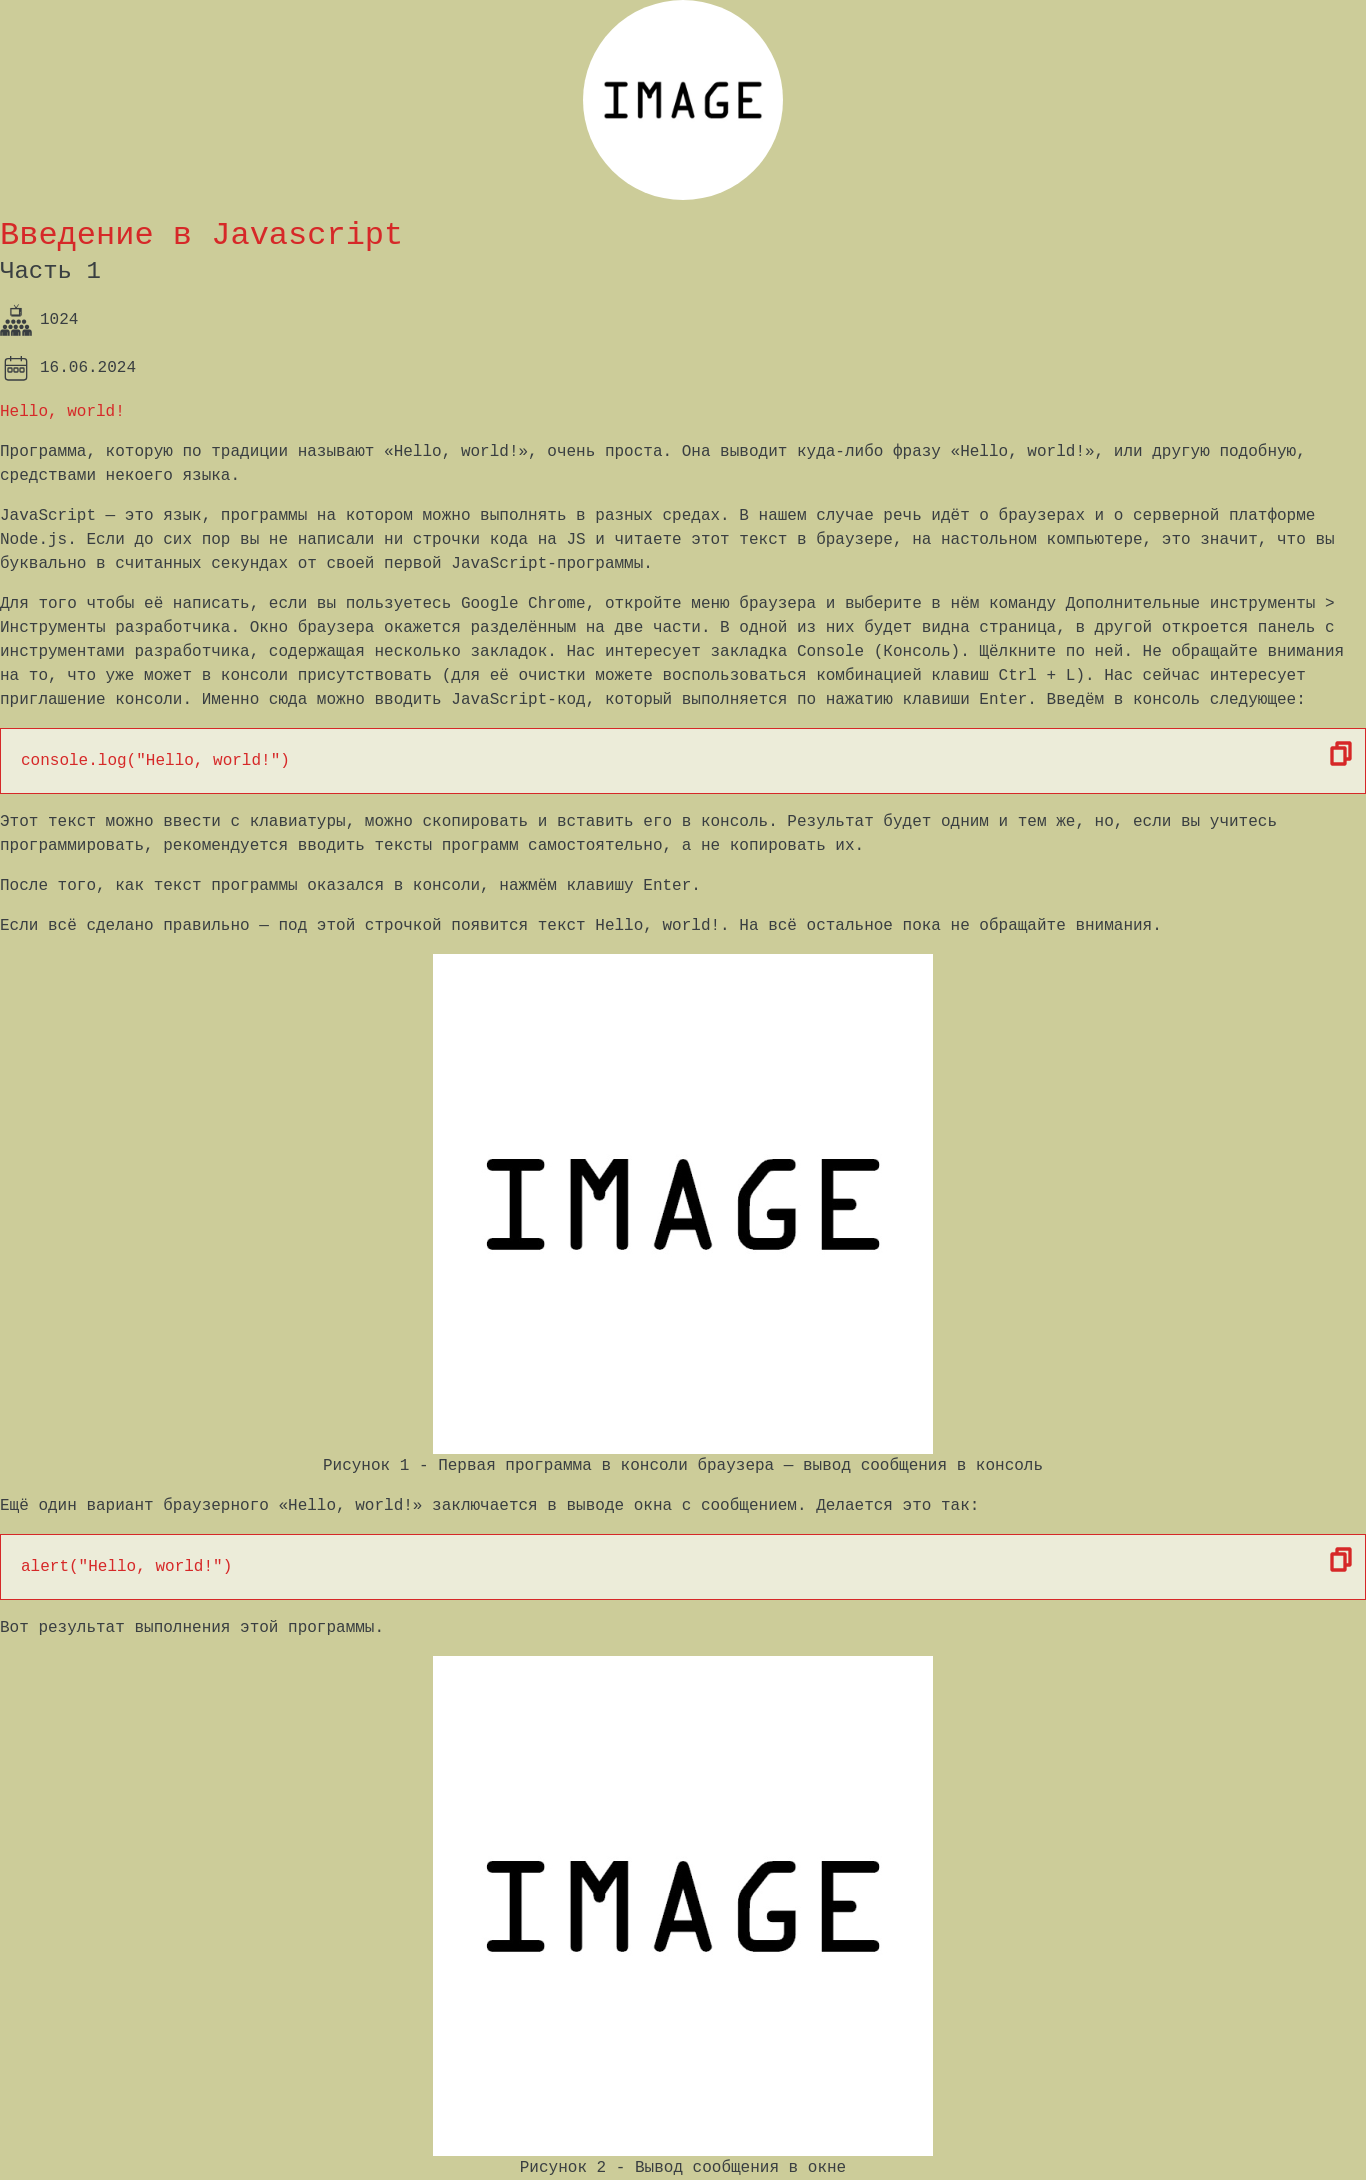 IMAGE
Введение в Javascript
Часть 1
1024
16.06.2024
Hello, world!
Программа, которую по традиции называют «Hello, world!», очень проста. Она выводит куда-либо фразу «Hello, world!», или другую подобную,
средствами некоего языка.
JavaScript — это язык, программы на котором можно выполнять в разных средах. В нашем случае речь идёт о браузерах и о серверной платформе
Node.js. Если до сих пор вы не написали ни строчки кода на JS и читаете этот текст в браузере, на настольном компьютере, это значит, что вы
буквально в считанных секундах от своей первой JavaScript-программы.
Для того чтобы её написать, если вы пользуетесь Google Chrome, откройте меню браузера и выберите в нём команду Дополнительные инструменты >
Инструменты разработчика. Окно браузера окажется разделённым на две части. В одной из них будет видна страница, в другой откроется панель с
инструментами разработчика, содержащая несколько закладок. Нас интересует закладка Console (Консоль). Щёлкните по ней. Не обращайте внимания
на то, что уже может в консоли присутствовать (для её очистки можете воспользоваться комбинацией клавиш Ctrl + L). Нас сейчас интересует
приглашение консоли. Именно сюда можно вводить JavaScript-код, который выполняется по нажатию клавиши Enter. Введём в консоль следующее:
console.log("Hello, world!")
Этот текст можно ввести с клавиатуры, можно скопировать и вставить его в консоль. Результат будет одним и тем же, но, если вы учитесь
программировать, рекомендуется вводить тексты программ самостоятельно, а не копировать их.
После того, как текст программы оказался в консоли, нажмём клавишу Enter.
Если всё сделано правильно — под этой строчкой появится текст Hello, world!. На всё остальное пока не обращайте внимания.
IMAGE
Рисунок 1 - Первая программа в консоли браузера — вывод сообщения в консоль
Ещё один вариант браузерного «Hello, world!» заключается в выводе окна с сообщением. Делается это так:
alert("Hello, world!")
Вот результат выполнения этой программы.
IMAGE
Рисунок 2 - Вывод сообщения в окне